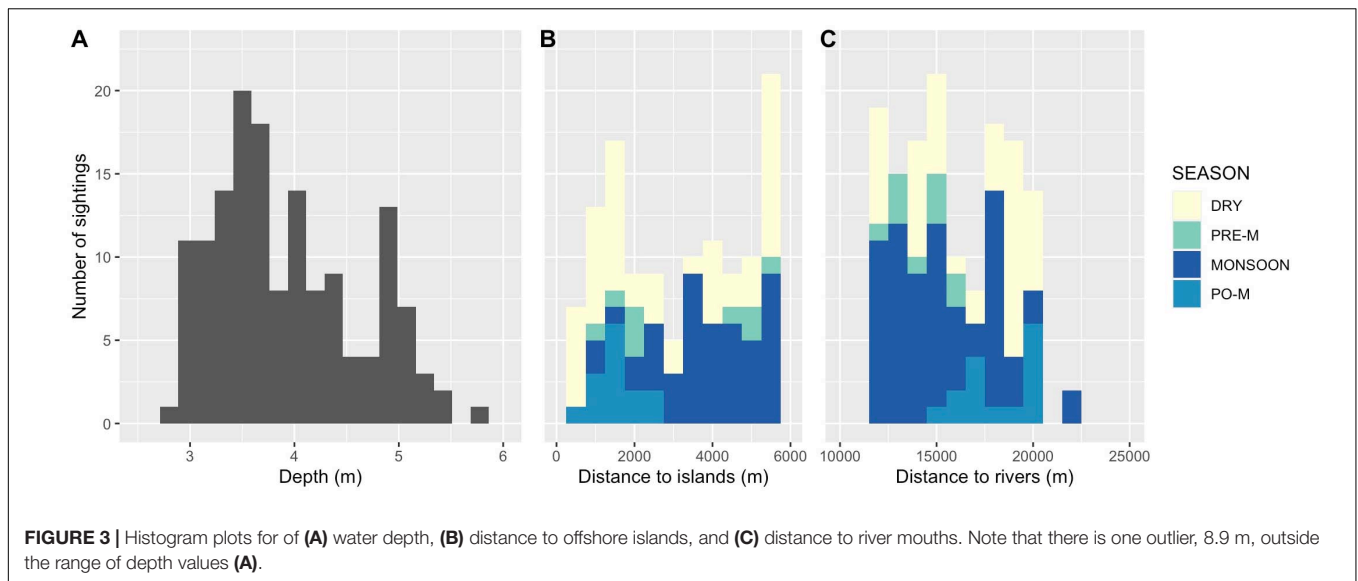 A
B
C
20
15
10
5
0
Number of sightings
3 4 5 6
Depth (m)
0 2000 4000 6000
Distance to islands (m)
10000 15000 20000 25000
Distance to rivers (m)
SEASON
DRY
PRE-M
MONSOON
PO-M
FIGURE 3 | Histogram plots for of (A) water depth, (B) distance to offshore islands, and (C) distance to river mouths. Note that there is one outlier, 8.9 m, outside
the range of depth values (A).